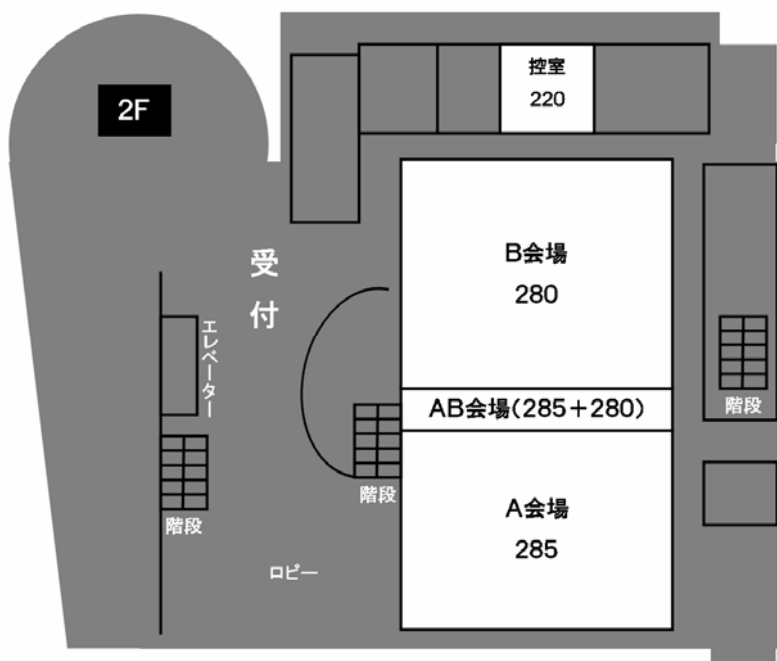 2F
控室
220
B会場
280
受付
エレベーター
階段
AB会場(285+280)
階段
階段
A会場
285
ロビー